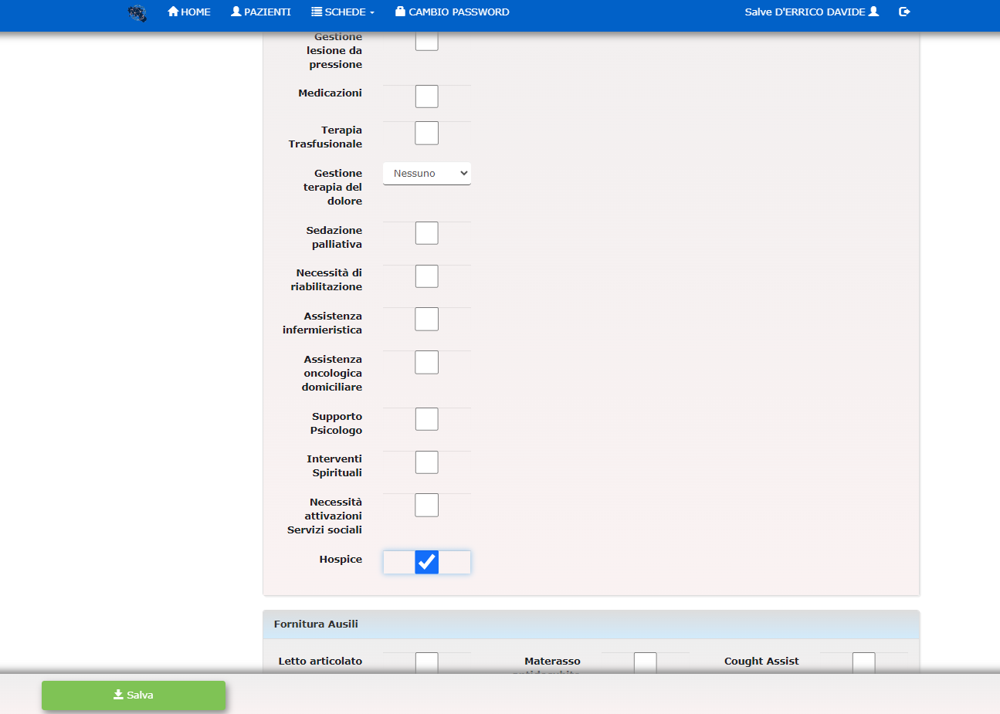 HOME PAZIENTI SCHEDE CAMBIO PASSWORD Salve D'ERRICO DAVIDE
Gestione
lesione da
pressione
Medicazioni
Terapia
Trasfusionale
Gestione
terapia del
dolore
Nessuno
Sedazione
palliativa
Necessità di
riabilitazione
Assistenza
infermieristica
Assistenza
oncologica
domiciliare
Supporto
Psicologo
Interventi
Spirituali
Necessità
attivazioni
Servizi sociali
Hospice
Fornitura Ausili
Letto articolato Materasso Cought Assist
Salva